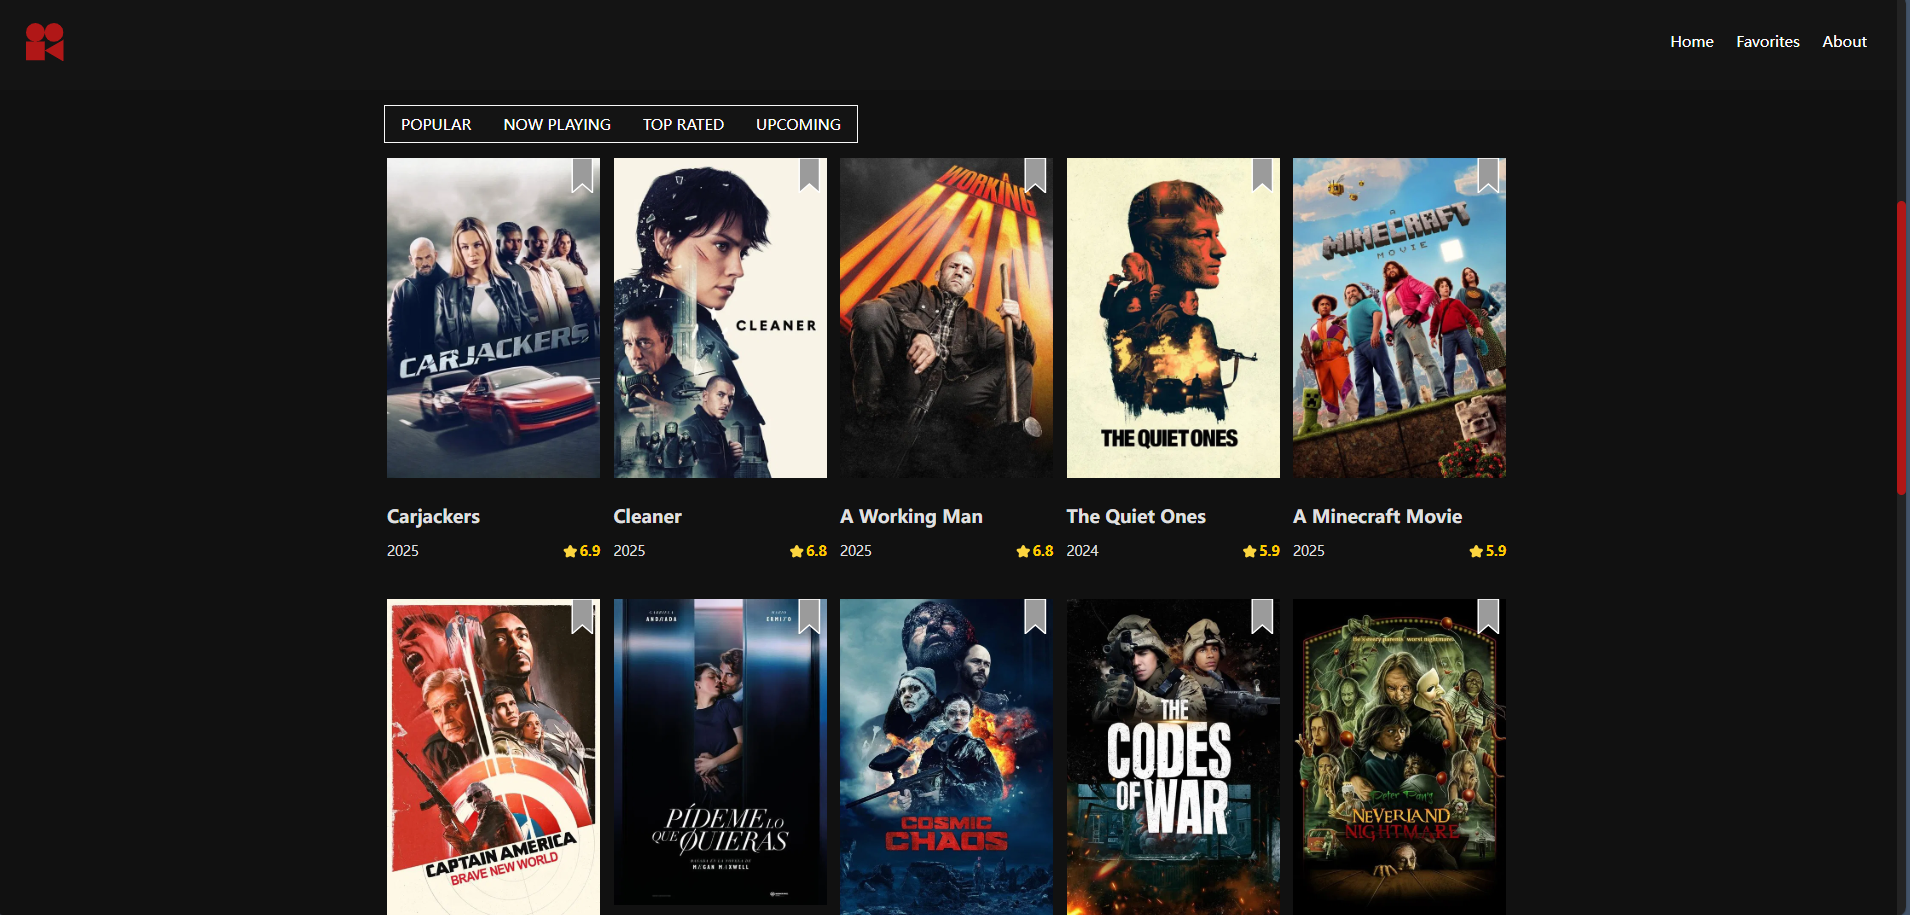 Home Favorites About
POPULAR NOW PLAYING TOP RATED UPCOMING
CARJACKERS
CLEANER
A
WORKING
MAN
THE QUIET ONES
A
MINECRAFT
MOVIE
Carjackers
2025 6.9
Cleaner
2025 6.8
A Working Man
2025 6.8
The Quiet Ones
2024 5.9
A Minecraft Movie
2025 5.9
CAPTAIN AMERICA
BRAVE NEW WORLD
PÍDEME LO
QUE QUIERAS
COSMIC
CHAOS
THE
CODES
OF WAR
Peter Pan's
NEVERLAND
NIGHTMARE